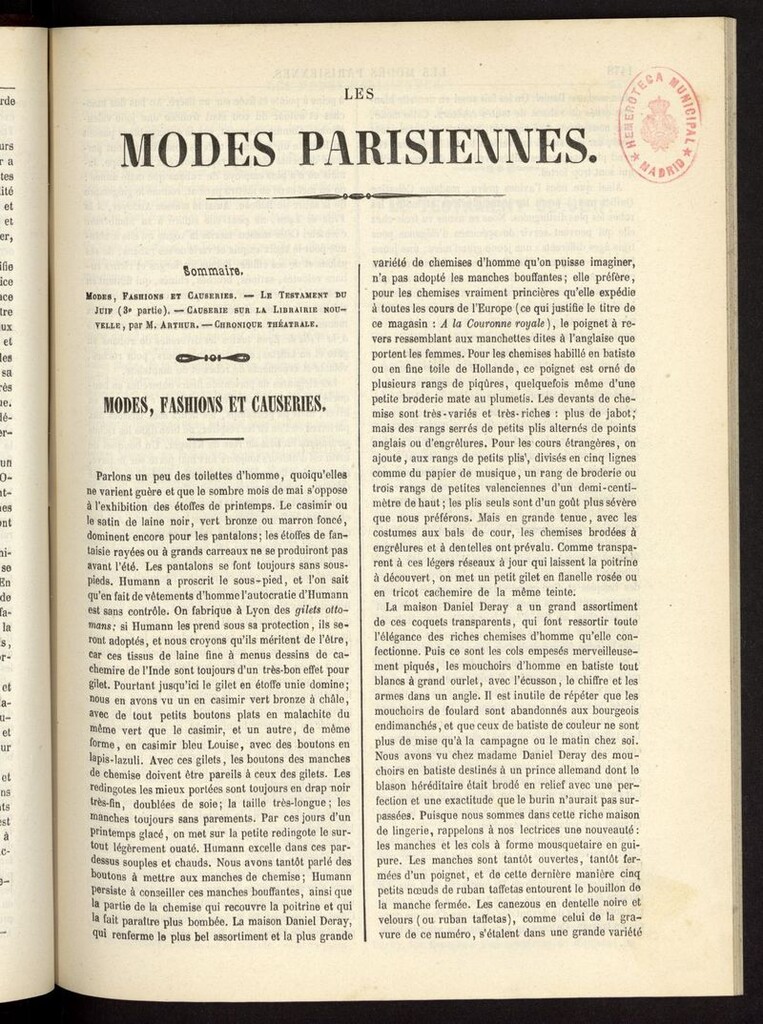 LES
MODES PARISIENNES.
HEMEROTECA MUNICIPAL
★ MADRID ★
Sommaire.
MODES, FASHIONS ET CAUSERIES. — LE TESTAMENT DU
JUIF (3e partie). — CAUSERIE SUR LA LIBRAIRIE NOU-
VELLE, par M. ARTHUR. — CHRONIQUE THÉATRALE.
MODES, FASHIONS ET CAUSERIES.
Parlons un peu des toilettes d'homme, quoiqu'elles
ne varient guère et que le sombre mois de mai s'oppose
à l'exhibition des étoffes de printemps. Le casimir ou
le satin de laine noir, vert bronze ou marron foncé,
dominent encore pour les pantalons; les étoffes de fan-
taisie rayées ou à grands carreaux ne se produiront pas
avant l'été. Les pantalons se font toujours sans sous-
pieds. Humann a proscrit le sous-pied, et l'on sait
qu'en fait de vêtements d'homme l'autocratie d'Humann
est sans contrôle. On fabrique à Lyon des gilets otto-
mans; si Humann les prend sous sa protection, ils se-
ront adoptés, et nous croyons qu'ils méritent de l'être,
car ces tissus de laine fine à menus dessins de ca-
chemire de l'Inde sont toujours d'un très-bon effet pour
gilet. Pourtant jusqu'ici le gilet en étoffe unie domine;
nous en avons vu un en casimir vert bronze à châle,
avec de tout petits boutons plats en malachite du
même vert que le casimir, et un autre, de même
forme, en casimir bleu Louise, avec des boutons en
lapis-lazuli. Avec ces gilets, les boutons des manches
de chemise doivent être pareils à ceux des gilets. Les
redingotes les mieux portées sont toujours en drap noir
très-fin, doublées de soie; la taille très-longue; les
manches toujours sans parements. Par ces jours d'un
printemps glacé, on met sur la petite redingote le sur-
tout légèrement ouaté. Humann excelle dans ces par-
dessus souples et chauds. Nous avons tantôt parlé des
boutons à mettre aux manches de chemise; Humann
persiste à conseiller ces manches bouffantes, ainsi que
la partie de la chemise qui recouvre la poitrine et qui
la fait paraître plus bombée. La maison Daniel Deray,
qui renferme le plus bel assortiment et la plus grande
variété de chemises d'homme qu'on puisse imaginer,
n'a pas adopté les manches bouffantes; elle préfère,
pour les chemises vraiment princières qu'elle expédie
à toutes les cours de l'Europe (ce qui justifie le titre de
ce magasin : A la Couronne royale), le poignet à re-
vers ressemblant aux manchettes dites à l'anglaise que
portent les femmes. Pour les chemises habillé en batiste
ou en fine toile de Hollande, ce poignet est orné de
plusieurs rangs de piqûres, quelquefois même d'une
petite broderie mate au plumetis. Les devants de che-
mise sont très-variés et très-riches : plus de jabot;
mais des rangs serrés de petits plis alternés de points
anglais ou d'engrêlures. Pour les cours étrangères, on
ajoute, aux rangs de petits plis, divisés en cinq lignes
comme du papier de musique, un rang de broderie ou
trois rangs de petites valenciennes d'un demi-centi-
mètre de haut; les plis seuls sont d'un goût plus sévère
que nous préférons. Mais en grande tenue, avec les
costumes aux bals de cour, les chemises brodées à
engrêlures et à dentelles ont prévalu. Comme transpa-
rent à ces légers réseaux à jour qui laissent la poitrine
à découvert, on met un petit gilet en flanelle rosée ou
en tricot cachemire de la même teinte.
La maison Daniel Deray a un grand assortiment
de ces coquets transparents, qui font ressortir toute
l'élégance des riches chemises d'homme qu'elle con-
fectionne. Puis ce sont les cols empesés merveilleuse-
ment piqués, les mouchoirs d'homme en batiste tout
blancs à grand ourlet, avec l'écusson, le chiffre et les
armes dans un angle. Il est inutile de répéter que les
mouchoirs de foulard sont abandonnés aux bourgeois
endimanchés, et que ceux de batiste de couleur ne sont
plus de mise qu'à la campagne ou le matin chez soi.
Nous avons vu chez madame Daniel Deray des mou-
choirs en batiste destinés à un prince allemand dont le
blason héréditaire était brodé en relief avec une per-
fection et une exactitude que le burin n'aurait pas sur-
passées. Puisque nous sommes dans cette riche maison
de lingerie, rappelons à nos lectrices une nouveauté :
les manches et les cols à forme mousquetaire en gui-
pure. Les manches sont tantôt ouvertes, tantôt fer-
mées d'un poignet, et de cette dernière manière cinq
petits nœuds de ruban taffetas entourent le bouillon de
la manche fermée. Les canezous en dentelle noire et
velours (ou ruban taffetas), comme celui de la gra-
vure de ce numéro, s'étalent dans une grande variété